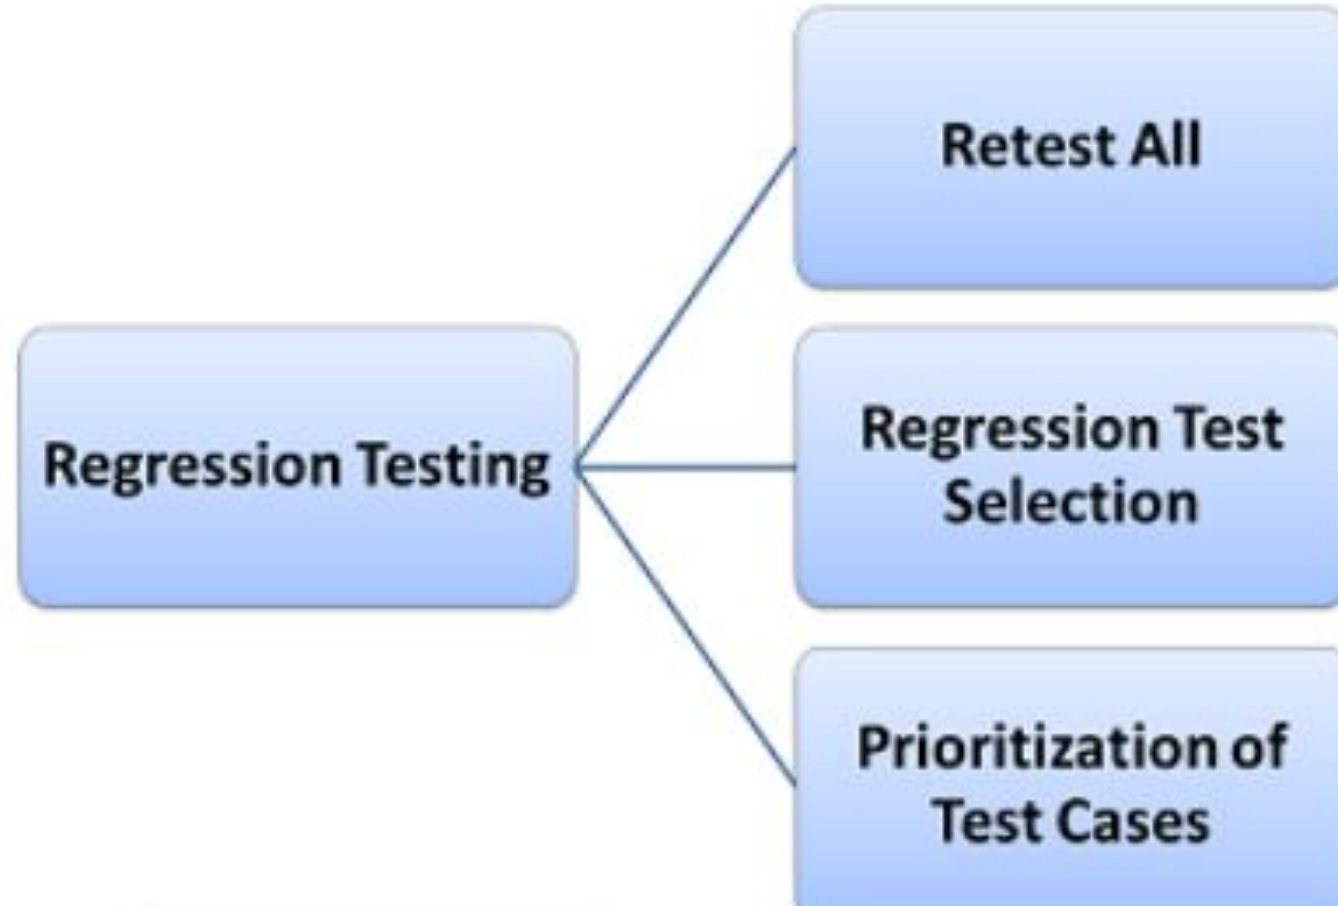 Retest All
Regression Testing
Regression Test
Selection
Prioritization of
Test Cases